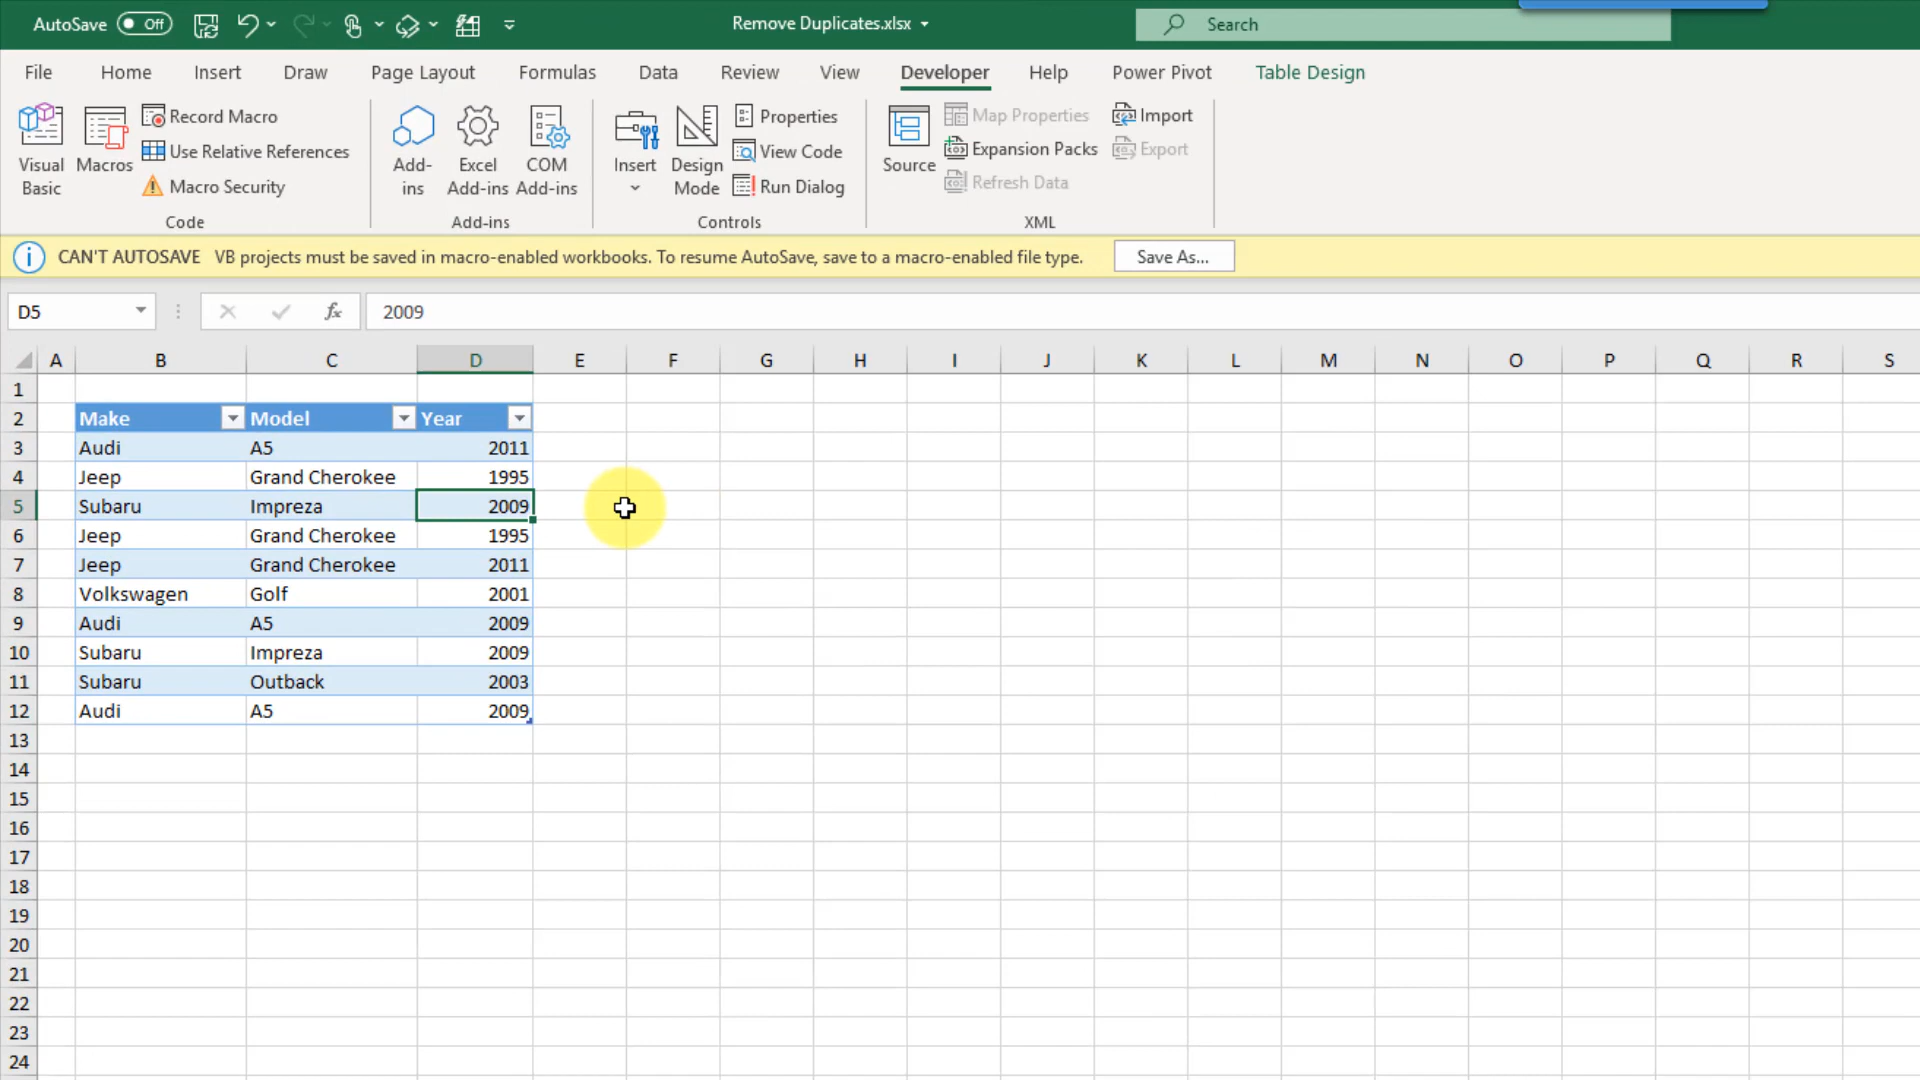 AutoSave Off Remove Duplicates.xlsx Search
File Home Insert Draw Page Layout Formulas Data Review View Developer Help Power Pivot Table Design
Visual Basic
Macros
Record Macro
Use Relative References
Macro Security
Code
Add-ins
Excel Add-ins
COM Add-ins
Add-ins
Insert
Design Mode
Properties
View Code
Run Dialog
Controls
Source
Map Properties
Expansion Packs
Refresh Data
Import
Export
XML
CAN'T AUTOSAVE VB projects must be saved in macro-enabled workbooks. To resume AutoSave, save to a macro-enabled file type. Save As...
D5 fx 2009
A B C D E F G H I J K L M N O P Q R S
1
2 Make Model Year
3 Audi A5 2011
4 Jeep Grand Cherokee 1995
5 Subaru Impreza 2009
6 Jeep Grand Cherokee 1995
7 Jeep Grand Cherokee 2011
8 Volkswagen Golf 2001
9 Audi A5 2009
10 Subaru Impreza 2009
11 Subaru Outback 2003
12 Audi A5 2009
13
14
15
16
17
18
19
20
21
22
23
24